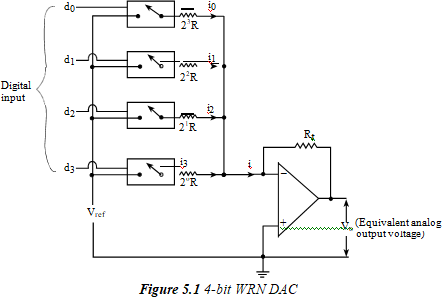 d0
i0
2³R
d1
i1
2²R
Digital
input
d2
i2
2¹R
d3
i3
2ºR
i
Rf
−
+
Vref
V
(Equivalent analog
output voltage)
Figure 5.1 4-bit WRN DAC